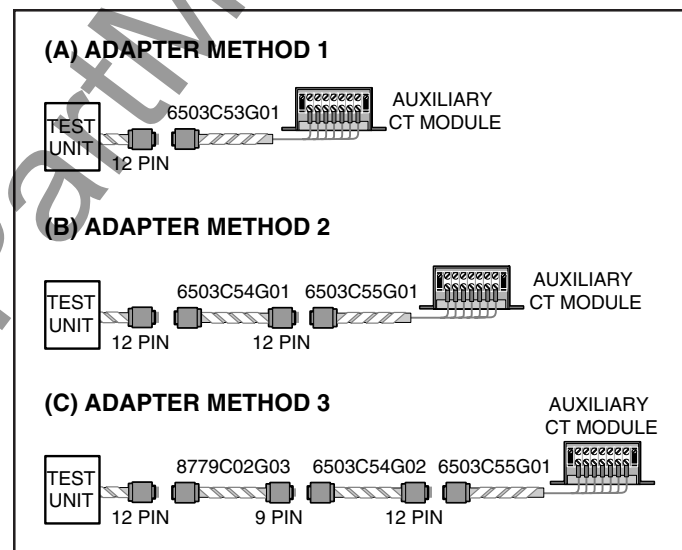 (A) ADAPTER METHOD 1
TEST
UNIT
12 PIN
6503C53G01
AUXILIARY
CT MODULE
(B) ADAPTER METHOD 2
TEST
UNIT
12 PIN
6503C54G01
12 PIN
6503C55G01
AUXILIARY
CT MODULE
(C) ADAPTER METHOD 3
TEST
UNIT
12 PIN
8779C02G03
9 PIN
6503C54G02
12 PIN
6503C55G01
AUXILIARY
CT MODULE